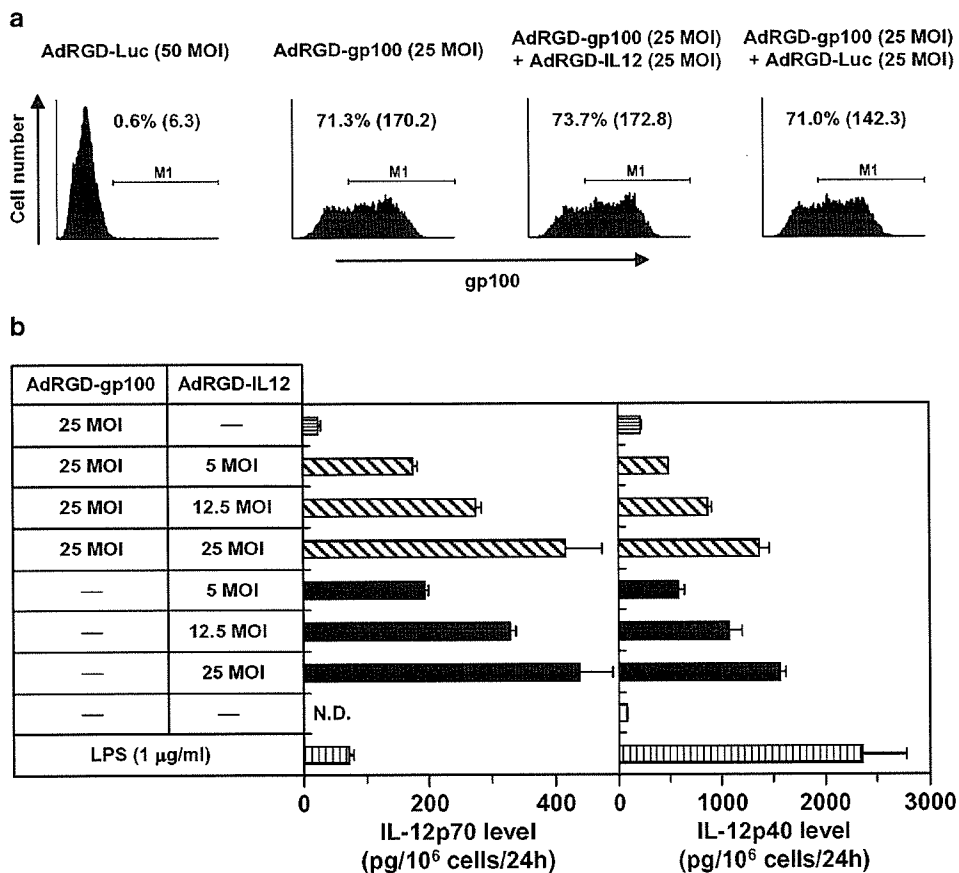 a
AdRGD-Luc (50 MOI)
AdRGD-gp100 (25 MOI)
AdRGD-gp100 (25 MOI)
+ AdRGD-IL12 (25 MOI)
AdRGD-gp100 (25 MOI)
+ AdRGD-Luc (25 MOI)
Cell number
0.6% (6.3)
M1
71.3% (170.2)
M1
73.7% (172.8)
M1
71.0% (142.3)
M1
gp100
b
AdRGD-gp100 AdRGD-IL12
25 MOI —
25 MOI 5 MOI
25 MOI 12.5 MOI
25 MOI 25 MOI
— 5 MOI
— 12.5 MOI
— 25 MOI
— — N.D.
LPS (1 μg/ml)
0 200 400
IL-12p70 level
(pg/10⁶ cells/24h)
0 1000 2000 3000
IL-12p40 level
(pg/10⁶ cells/24h)